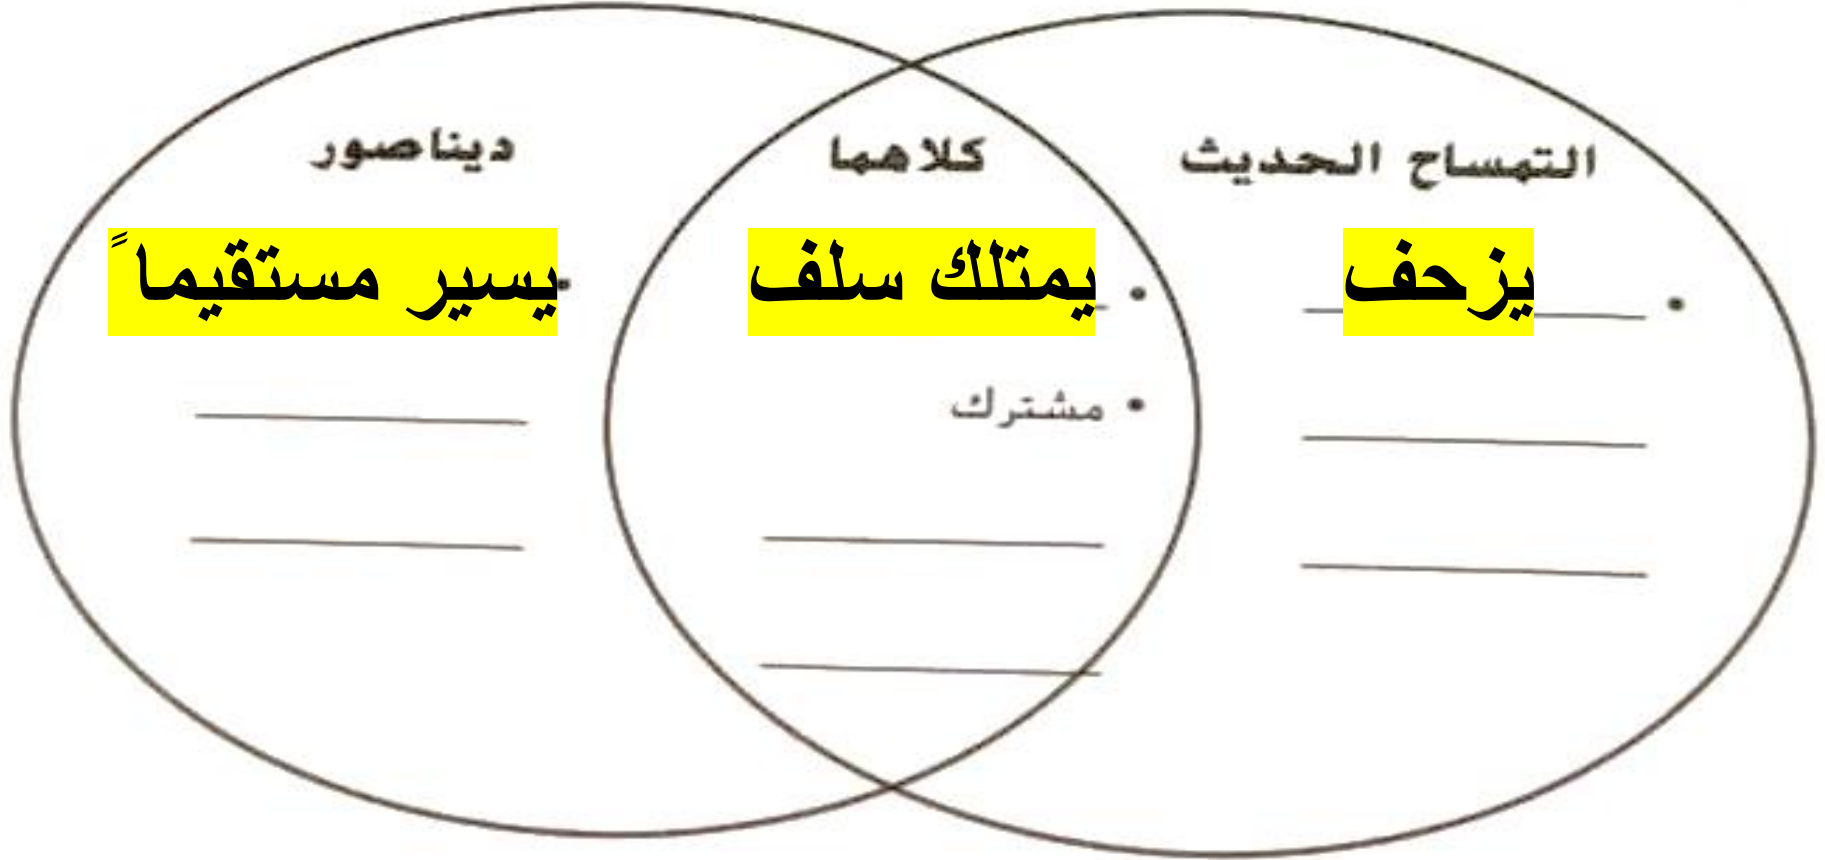 التمساح الحديث
• يزحف
كلاهما
• يمتلك سلف
• مشترك
ديناصور
• يسير مستقيماً